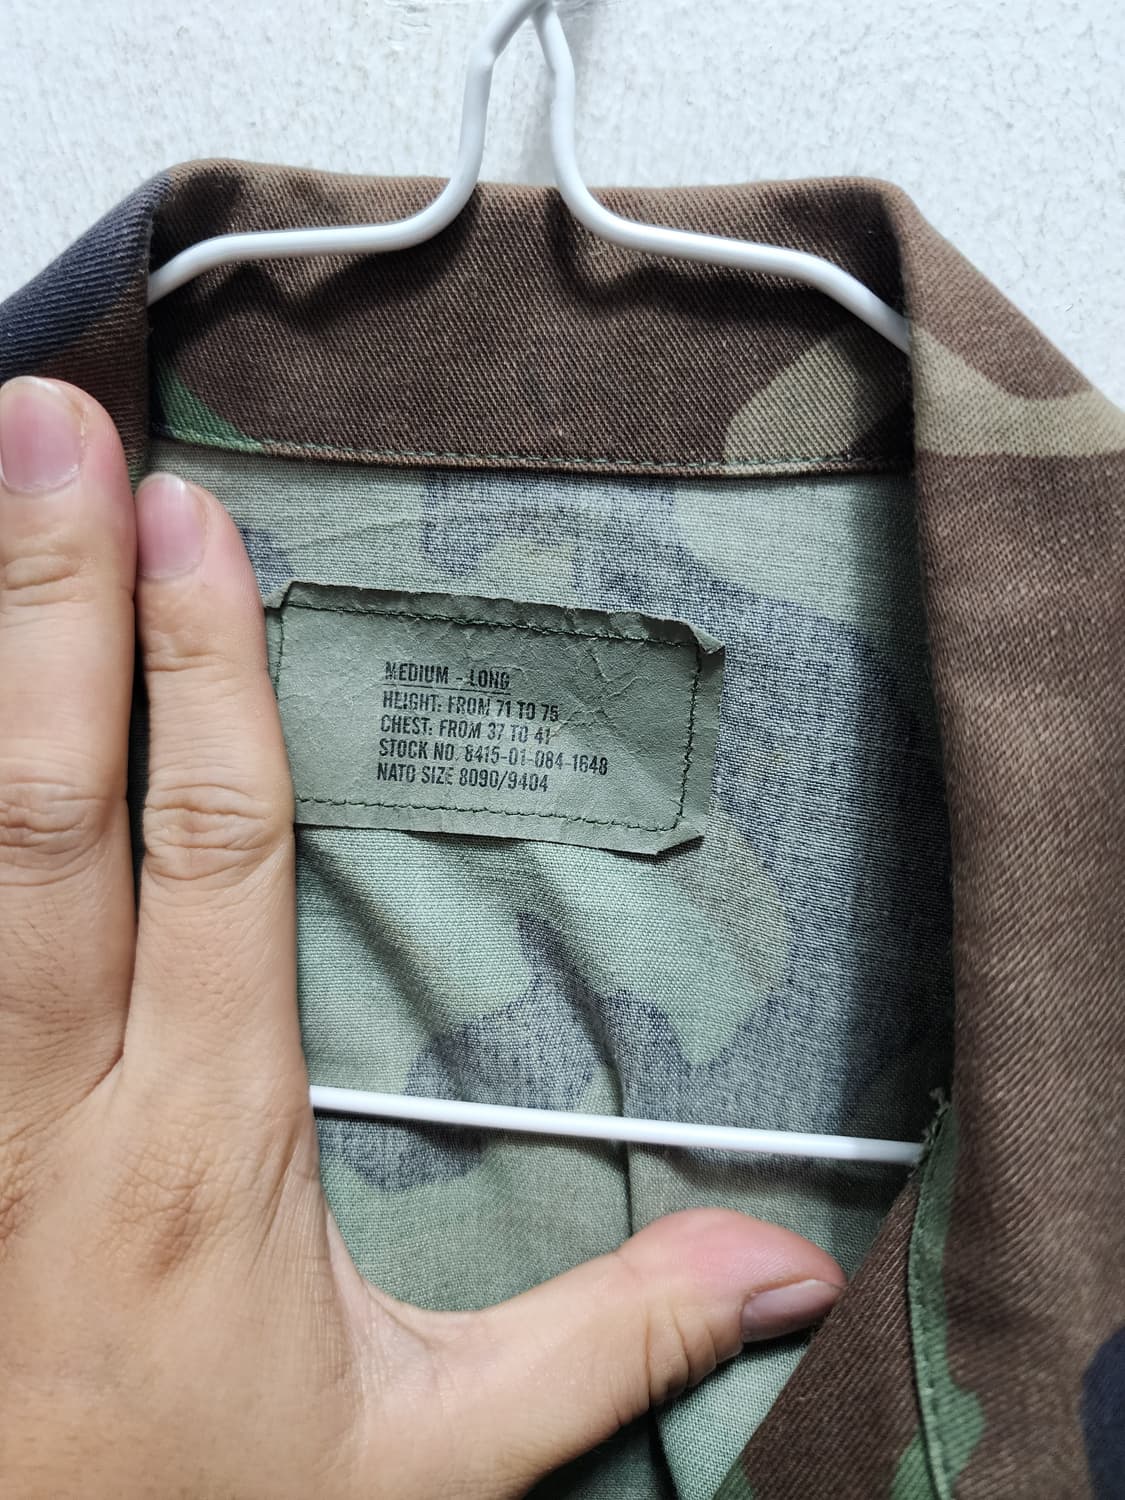 MEDIUM - LONG
HEIGHT: FROM 71 TO 75
CHEST: FROM 37 TO 41
STOCK NO. 8415-01-084-1648
NATO SIZE 8090/9404